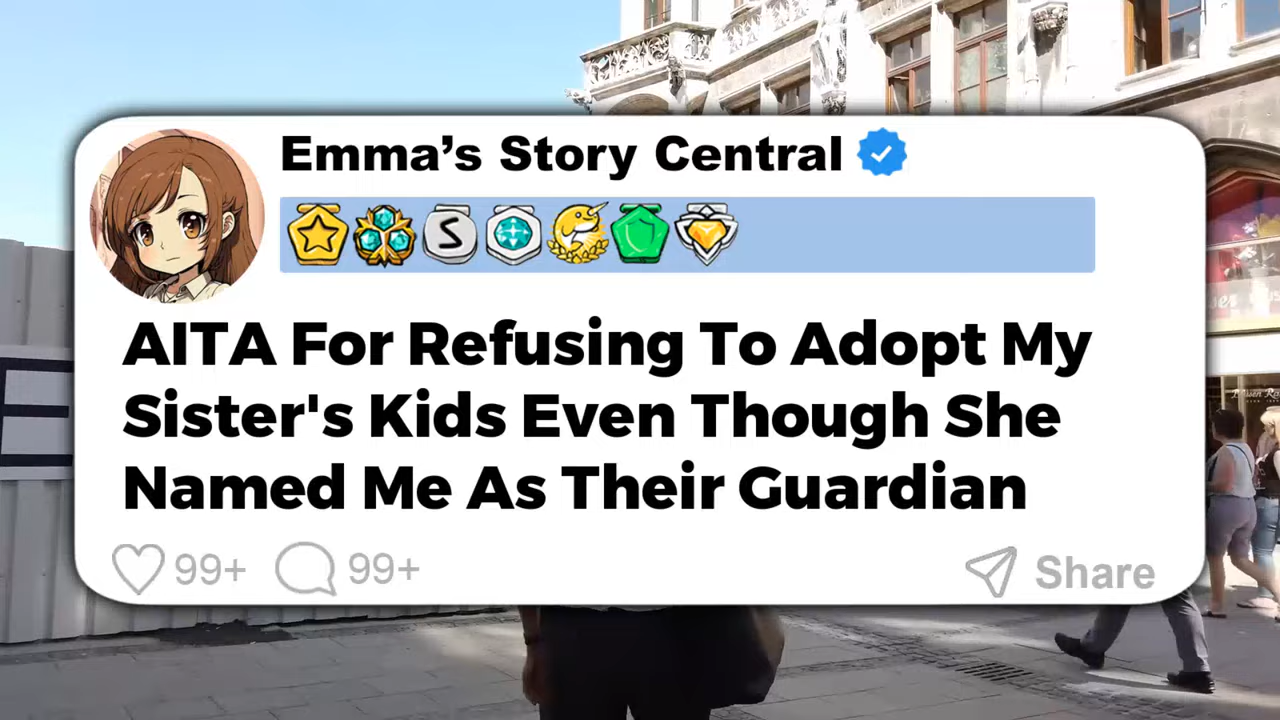 Emma’s Story Central
S
AITA For Refusing To Adopt My
Sister's Kids Even Though She
Named Me As Their Guardian
99+ 99+ Share
E